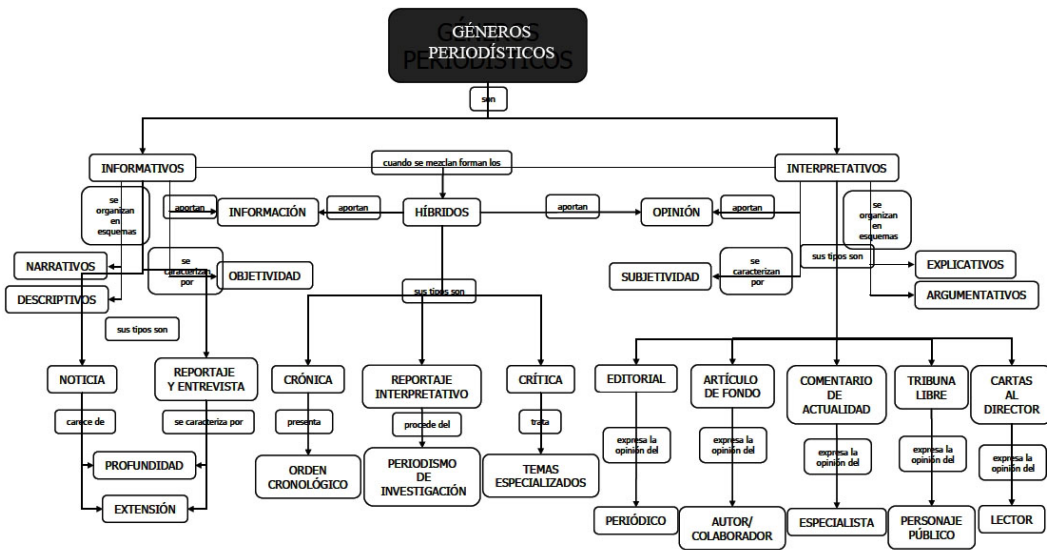 GÉNEROS
PERIODÍSTICOS
son
INFORMATIVOS
cuando se mezclan forman los
INTERPRETATIVOS
se
organizan
en
esquemas
aportan
INFORMACIÓN
aportan
HÍBRIDOS
aportan
OPINIÓN
aportan
se
organizan
en
esquemas
NARRATIVOS
se
caracterizan
por
OBJETIVIDAD
SUBJETIVIDAD
se
caracterizan
por
sus tipos son
EXPLICATIVOS
DESCRIPTIVOS
sus tipos son
ARGUMENTATIVOS
sus tipos son
NOTICIA
REPORTAJE
Y ENTREVISTA
CRÓNICA
REPORTAJE
INTERPRETATIVO
CRÍTICA
EDITORIAL
ARTÍCULO
DE FONDO
COMENTARIO
DE
ACTUALIDAD
TRIBUNA
LIBRE
CARTAS
AL
DIRECTOR
carece de
se caracteriza por
presenta
procede del
trata
expresa la
opinión del
expresa la
opinión del
expresa la
opinión del
expresa la
opinión del
expresa la
opinión del
PROFUNDIDAD
EXTENSIÓN
ORDEN
CRONOLÓGICO
PERIODISMO
DE
INVESTIGACIÓN
TEMAS
ESPECIALIZADOS
PERIÓDICO
AUTOR/
COLABORADOR
ESPECIALISTA
PERSONAJE
PÚBLICO
LECTOR